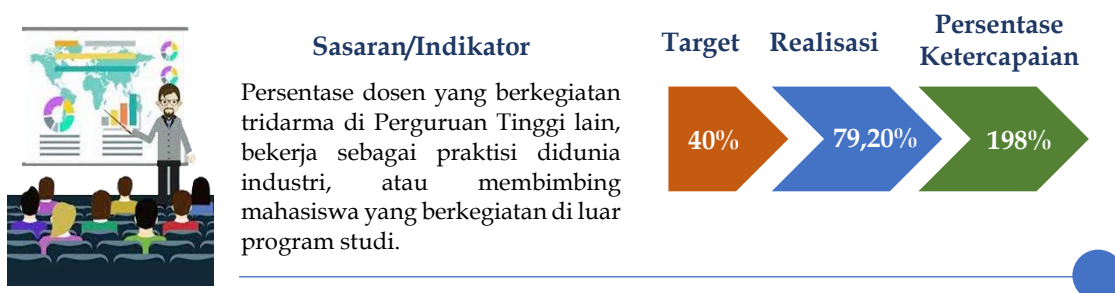 Sasaran/Indikator
Persentase dosen yang berkegiatan
tridarma di Perguruan Tinggi lain,
bekerja sebagai praktisi didunia
industri, atau membimbing
mahasiswa yang berkegiatan di luar
program studi.
Target
Realisasi
Persentase
Ketercapaian
40%
79,20%
198%